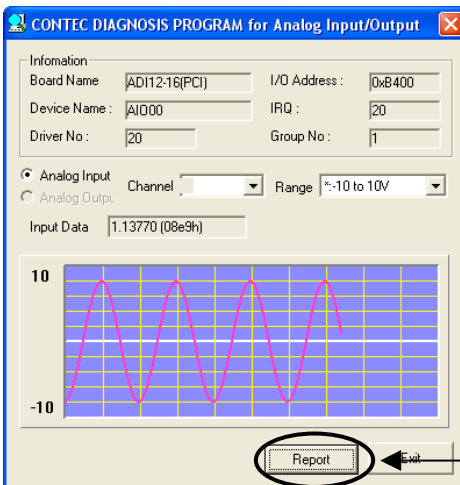 CONTEC DIAGNOSIS PROGRAM for Analog Input/Output
Infomation
Board Name ADI12-16(PCI) I/O Address : 0xB400
Device Name : AIO00 IRQ : 20
Driver No : 20 Group No : 1
Analog Input
Analog Outpu Channel Range *:-10 to 10V
Input Data 1.13770 (08e9h)
10
-10
Report Exit